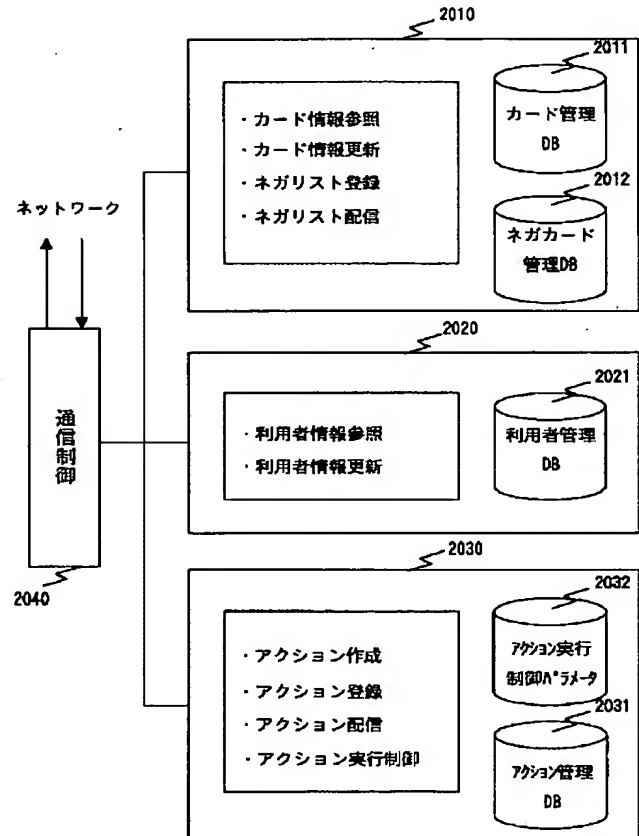 2010
2011
・カード情報参照
・カード情報更新
・ネガリスト登録
・ネガリスト配信
カード管理
DB
2012
ネガカード
管理DB
ネットワーク
通信制御
2040
2020
2021
・利用者情報参照
・利用者情報更新
利用者管理
DB
2030
2032
・アクション作成
・アクション登録
・アクション配信
・アクション実行制御
ｱｸｼｮﾝ実行
制御ﾊﾟﾗﾒｰﾀ
2031
ｱｸｼｮﾝ管理
DB